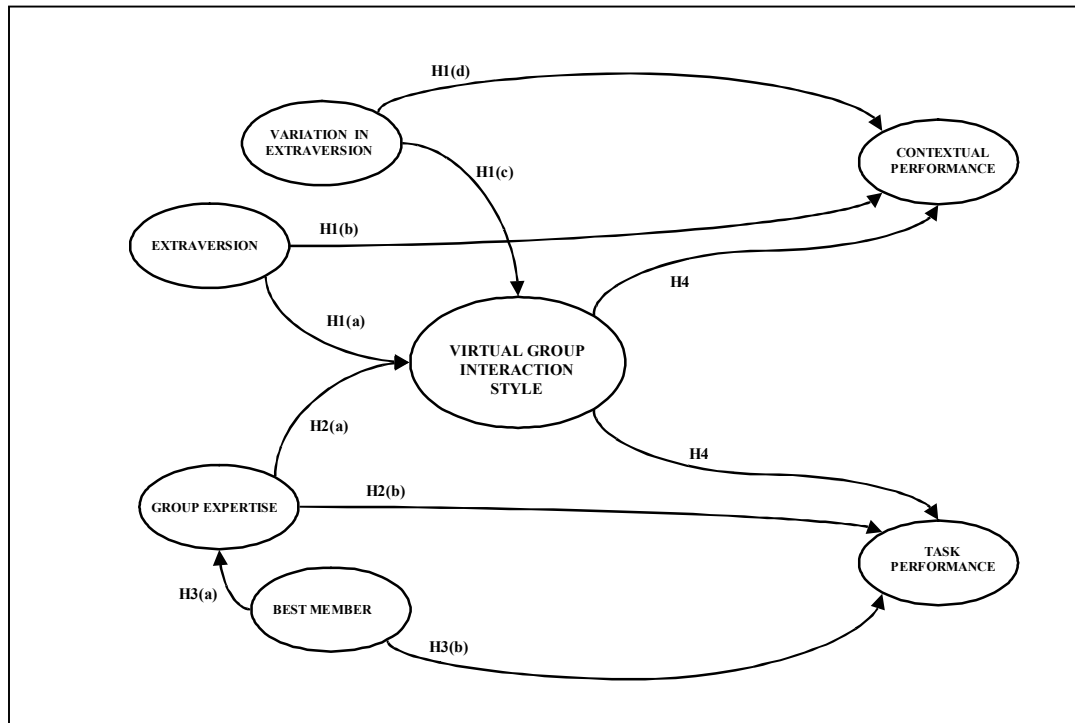 H1(d)
VARIATION IN
EXTRAVERSION
CONTEXTUAL
PERFORMANCE
H1(c)
EXTRAVERSION
H1(b)
H4
H1(a)
VIRTUAL GROUP
INTERACTION
STYLE
H2(a)
H4
GROUP EXPERTISE
H2(b)
TASK
PERFORMANCE
H3(a)
BEST MEMBER
H3(b)